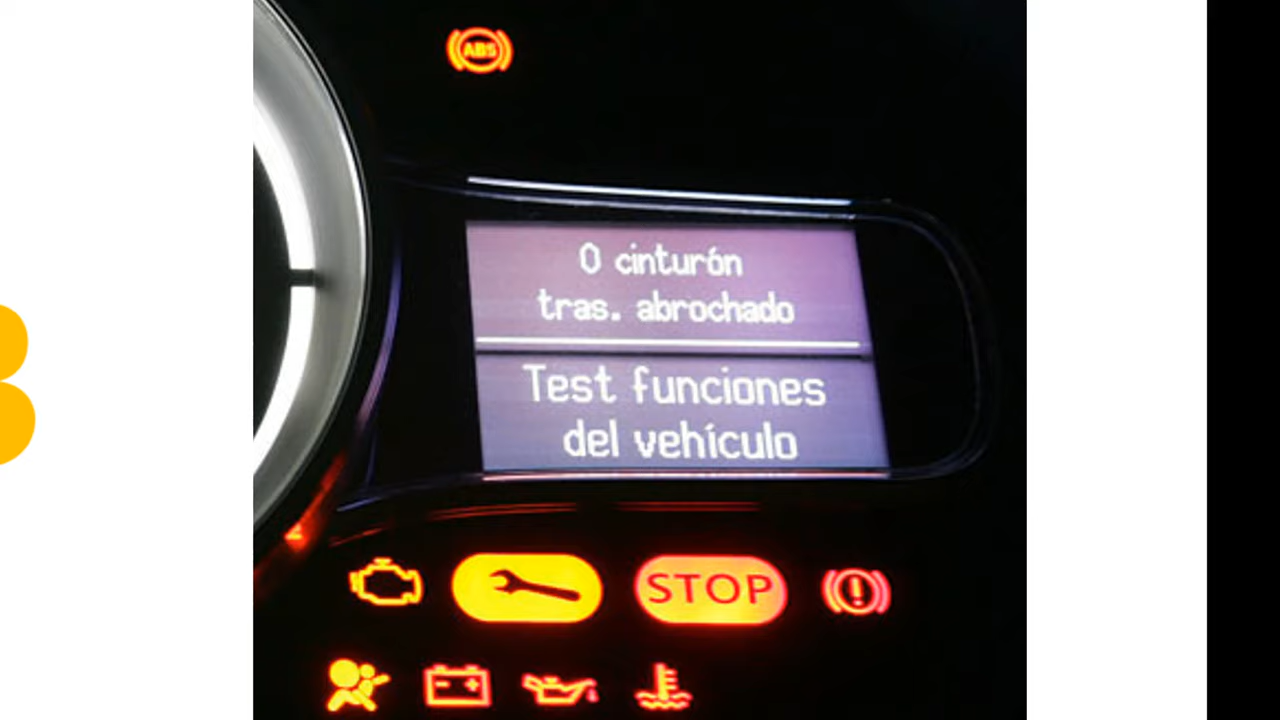 ABS
0 cinturón
tras. abrochado
Test funciones
del vehículo
STOP